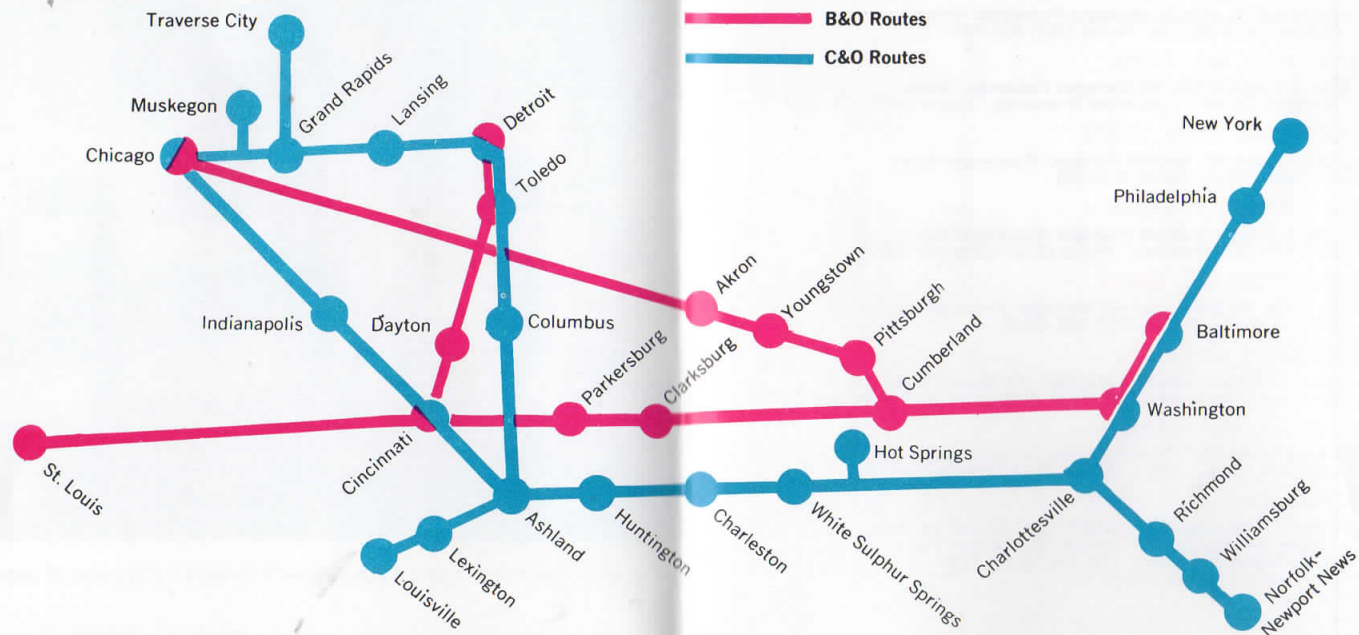 Traverse City
B&O Routes
C&O Routes
Muskegon
Grand Rapids
Lansing
Detroit
New York
Chicago
Toledo
Philadelphia
Akron
Youngstown
Pittsburgh
Cumberland
Indianapolis
Dayton
Columbus
Baltimore
Parkersburg
Clarksburg
Washington
St. Louis
Cincinnati
Hot Springs
Ashland
Huntington
Charleston
White Sulphur Springs
Charlottesville
Richmond
Williamsburg
Norfolk-
Newport News
Lexington
Louisville